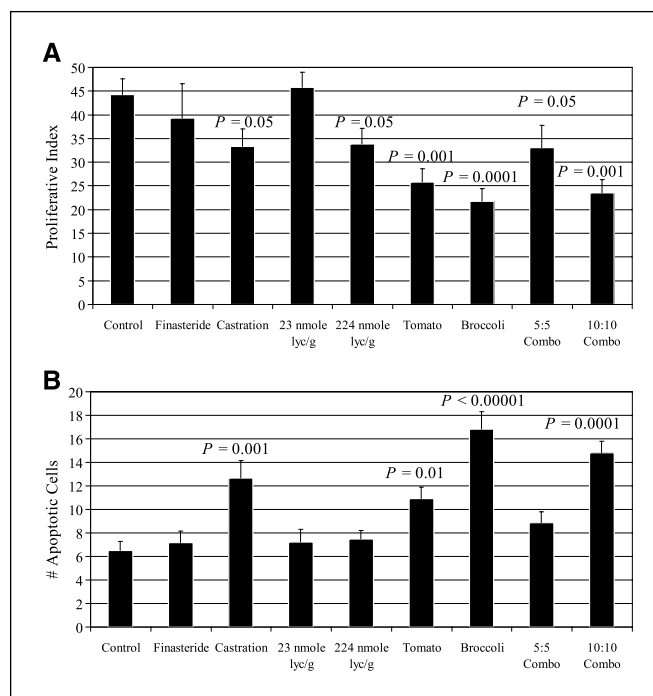 A
Proliferative Index
50
45
40
35
30
25
20
15
10
5
0
P = 0.05
P = 0.05
P = 0.001
P = 0.0001
P = 0.05
P = 0.001
Control Finasteride Castration 23 nmole 224 nmole Tomato Broccoli 5:5 10:10
lyc/g lyc/g Combo Combo
B
# Apoptotic Cells
20
18
16
14
12
10
8
6
4
2
0
P = 0.001
P = 0.01
P < 0.00001
P = 0.0001
Control Finasteride Castration 23 nmole 224 nmole Tomato Broccoli 5:5 10:10
lyc/g lyc/g Combo Combo